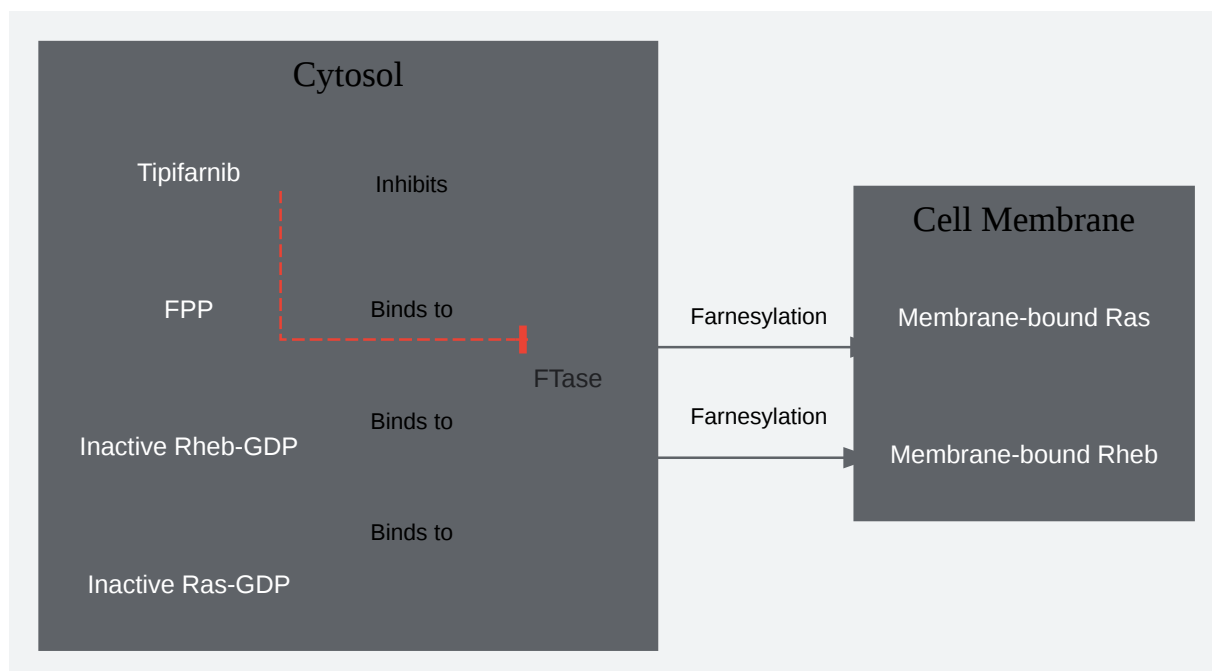 Cytosol
Tipifarnib
Inhibits
FPP
Binds to
FTase
Inactive Rheb-GDP
Binds to
Binds to
Inactive Ras-GDP
Farnesylation
Farnesylation
Cell Membrane
Membrane-bound Ras
Membrane-bound Rheb